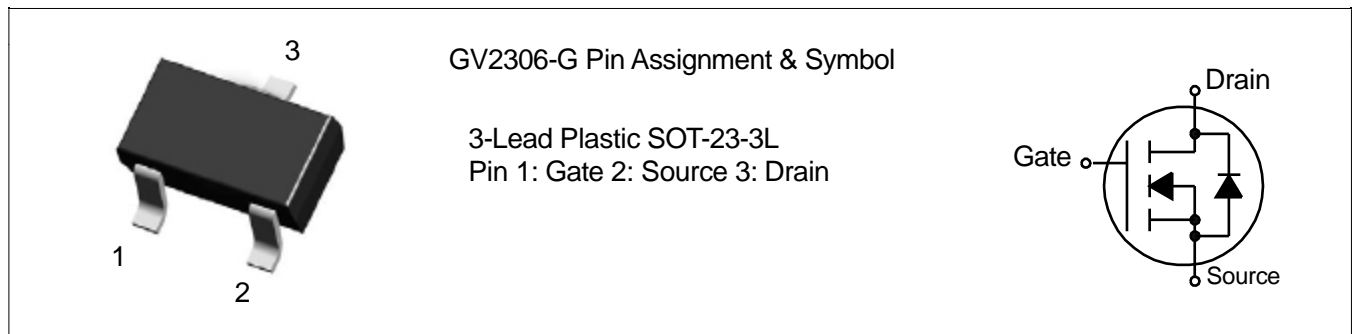 3
GV2306-G Pin Assignment & Symbol
3-Lead Plastic SOT-23-3L
Pin 1: Gate 2: Source 3: Drain
1
2
Drain
Gate
Source